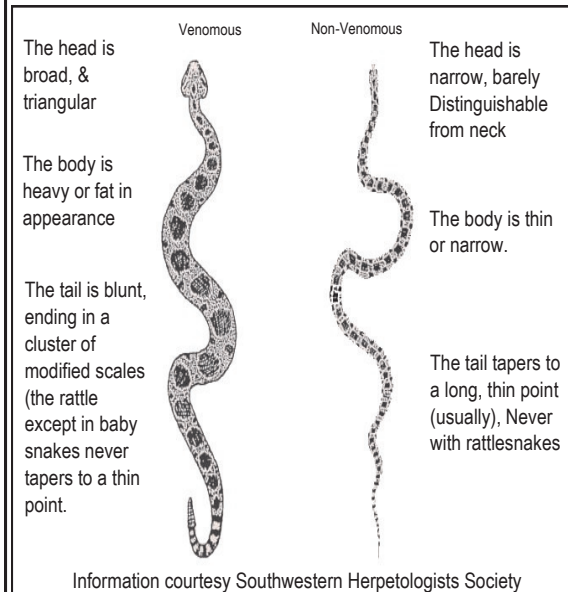 Venomous
Non-Venomous
The head is
broad, &
triangular
The body is
heavy or fat in
appearance
The tail is blunt,
ending in a
cluster of
modified scales
(the rattle
except in baby
snakes never
tapers to a thin
point.
The head is
narrow, barely
Distinguishable
from neck
The body is thin
or narrow.
The tail tapers to
a long, thin point
(usually), Never
with rattlesnakes
Information courtesy Southwestern Herpetologists Society